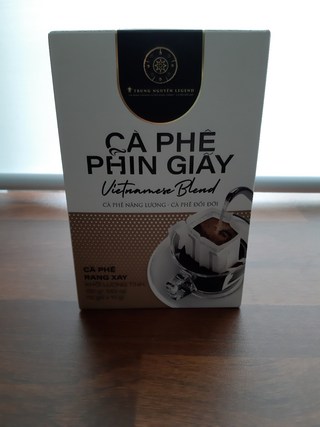 TRUNG NGUYÊN LEGEND
CÀ PHÊ
PHIN GIẤY
Vietnamese Blend
CÀ PHÊ NĂNG LƯỢNG - CÀ PHÊ ĐỔI ĐỜI
CÀ PHÊ
RANG XAY